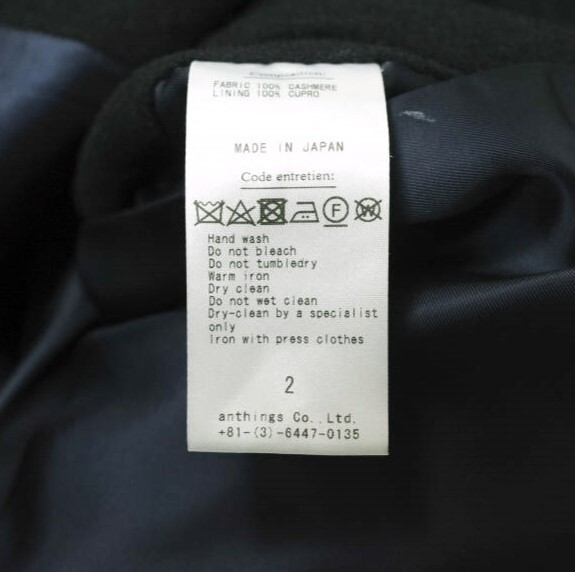 Composition:
FABRIC 100% CASHMERE
LINING 100% CUPRO
MADE IN JAPAN
Code entretien:
F W
Hand wash
Do not bleach
Do not tumbledry
Warm iron
Dry clean
Do not wet clean
Dry-clean by a specialist
only
Iron with press clothes
2
anthings Co.,Ltd.
+81-(3)-6447-0135